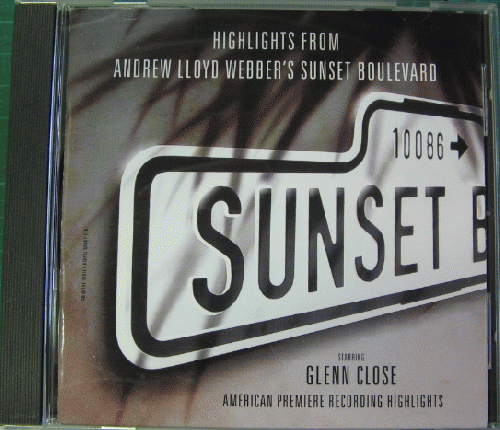 HIGHLIGHTS FROM
ANDREW LLOYD WEBBER'S SUNSET BOULEVARD
10086 →
SUNSET B
STARRING
GLENN CLOSE
AMERICAN PREMIERE RECORDING HIGHLIGHTS